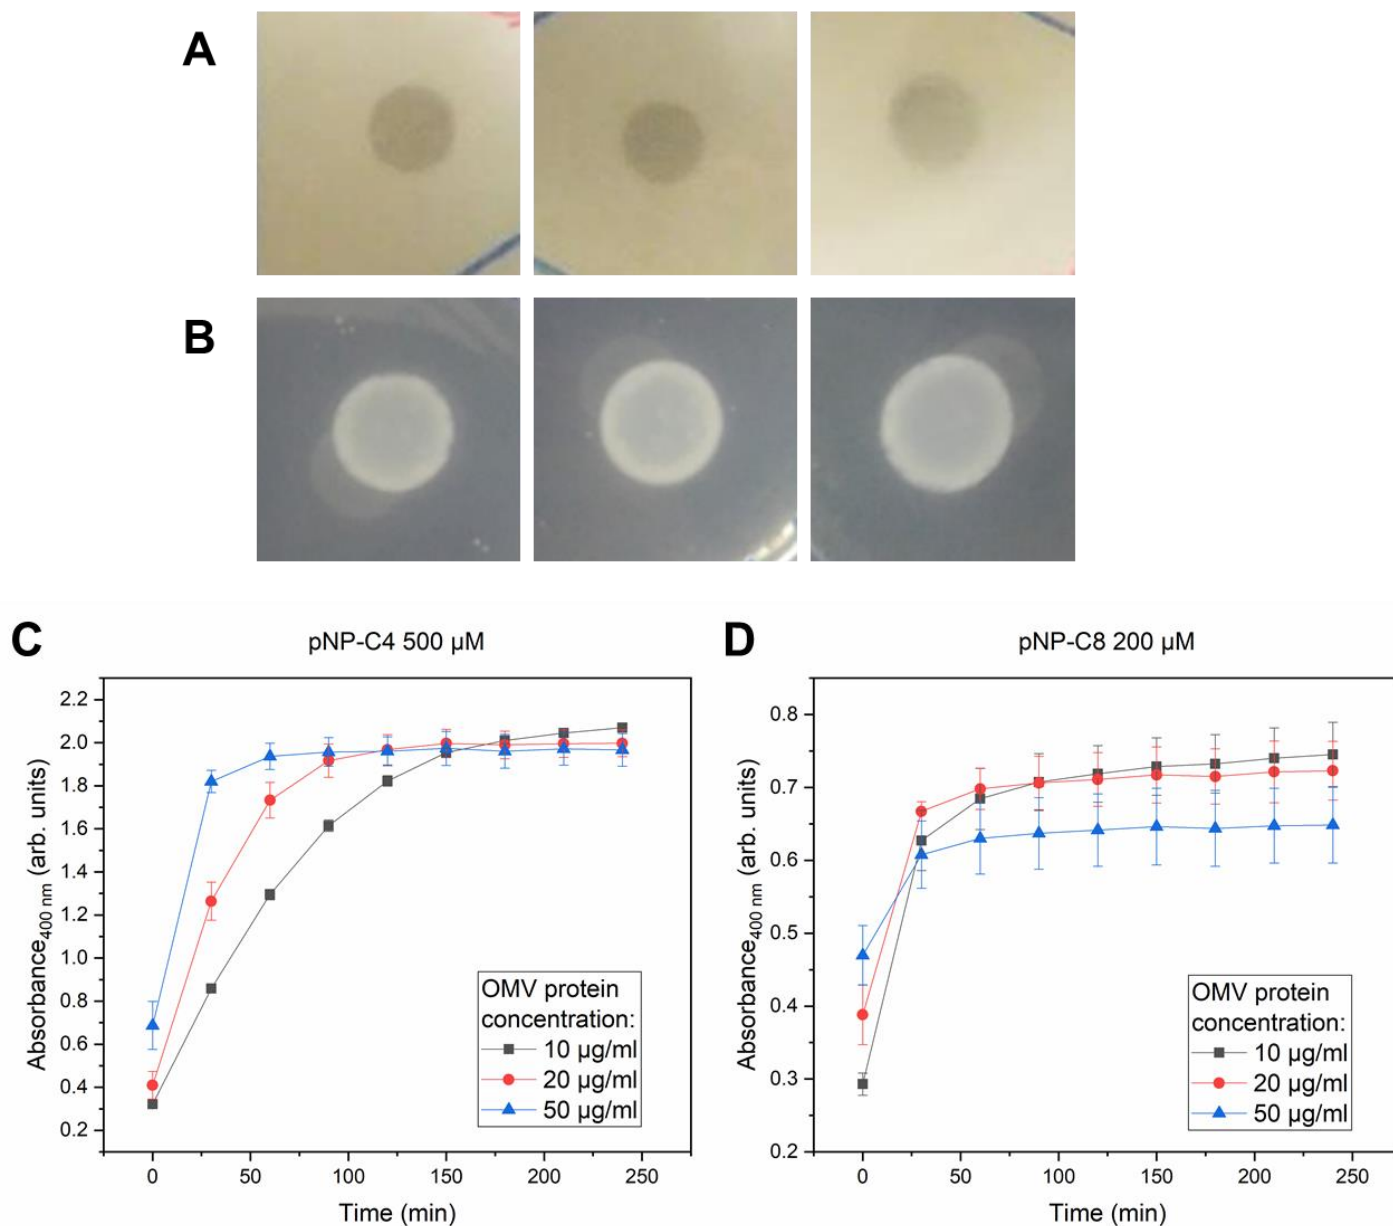 A
B
C
pNP-C4 500 µM
2.2
2.0
1.8
1.6
1.4
1.2
1.0
0.8
0.6
0.4
0.2
Absorbance400 nm (arb. units)
OMV protein
concentration:
10 µg/ml
20 µg/ml
50 µg/ml
0 50 100 150 200 250
Time (min)
D
pNP-C8 200 µM
0.8
0.7
0.6
0.5
0.4
0.3
0.2
Absorbance400 nm (arb. units)
OMV protein
concentration:
10 µg/ml
20 µg/ml
50 µg/ml
0 50 100 150 200 250
Time (min)